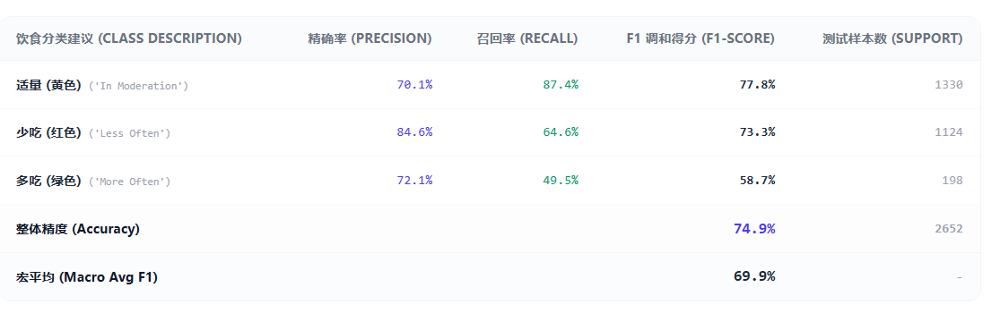 饮食分类建议 (CLASS DESCRIPTION) 精确率 (PRECISION) 召回率 (RECALL) F1 调和得分 (F1-SCORE) 测试样本数 (SUPPORT)
适量 (黄色) ('In Moderation') 70.1% 87.4% 77.8% 1330
少吃 (红色) ('Less Often') 84.6% 64.6% 73.3% 1124
多吃 (绿色) ('More Often') 72.1% 49.5% 58.7% 198
整体精度 (Accuracy) 74.9% 2652
宏平均 (Macro Avg F1) 69.9% -